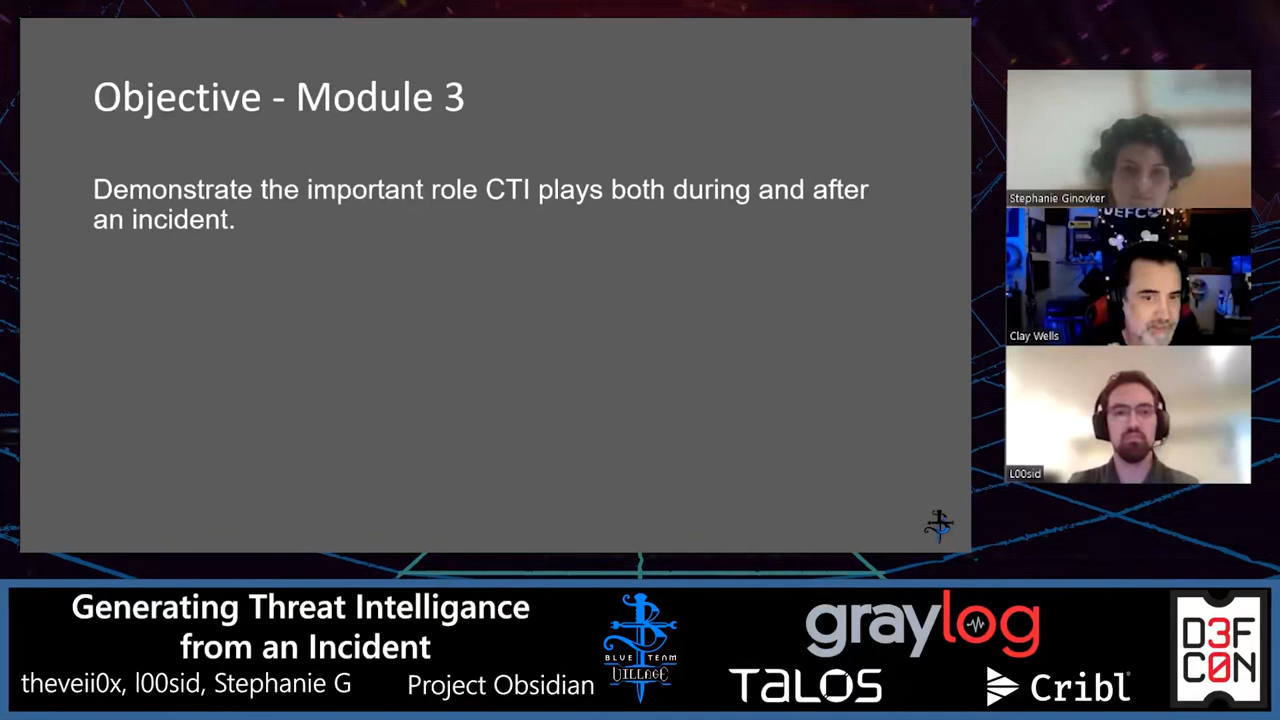 Objective - Module 3
Demonstrate the important role CTI plays both during and after
an incident.
Stephanie Ginovker
DEFCON
Clay Wells
L00sid
Generating Threat Intelligance
from an Incident
theveii0x, l00sid, Stephanie G
Project Obsidian
BLUE TEAM
VILLAGE
graylog
TALOS
Cribl
D3F
C0N